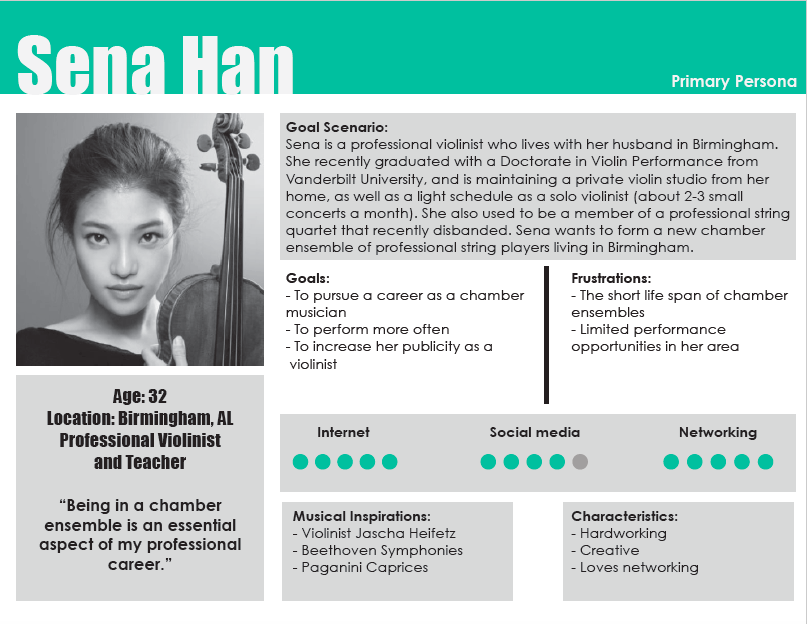 Sena Han
Primary Persona
Goal Scenario:
Sena is a professional violinist who lives with her husband in Birmingham.
She recently graduated with a Doctorate in Violin Performance from
Vanderbilt University, and is maintaining a private violin studio from her
home, as well as a light schedule as a solo violinist (about 2-3 small
concerts a month). She also used to be a member of a professional string
quartet that recently disbanded. Sena wants to form a new chamber
ensemble of professional string players living in Birmingham.
Goals:
- To pursue a career as a chamber
musician
- To perform more often
- To increase her publicity as a
violinist
Frustrations:
- The short life span of chamber
ensembles
- Limited performance
opportunities in her area
Age: 32
Location: Birmingham, AL
Professional Violinist
and Teacher
“Being in a chamber
ensemble is an essential
aspect of my professional
career.”
Internet
Social media
Networking
Musical Inspirations:
- Violinist Jascha Heifetz
- Beethoven Symphonies
- Paganini Caprices
Characteristics:
- Hardworking
- Creative
- Loves networking